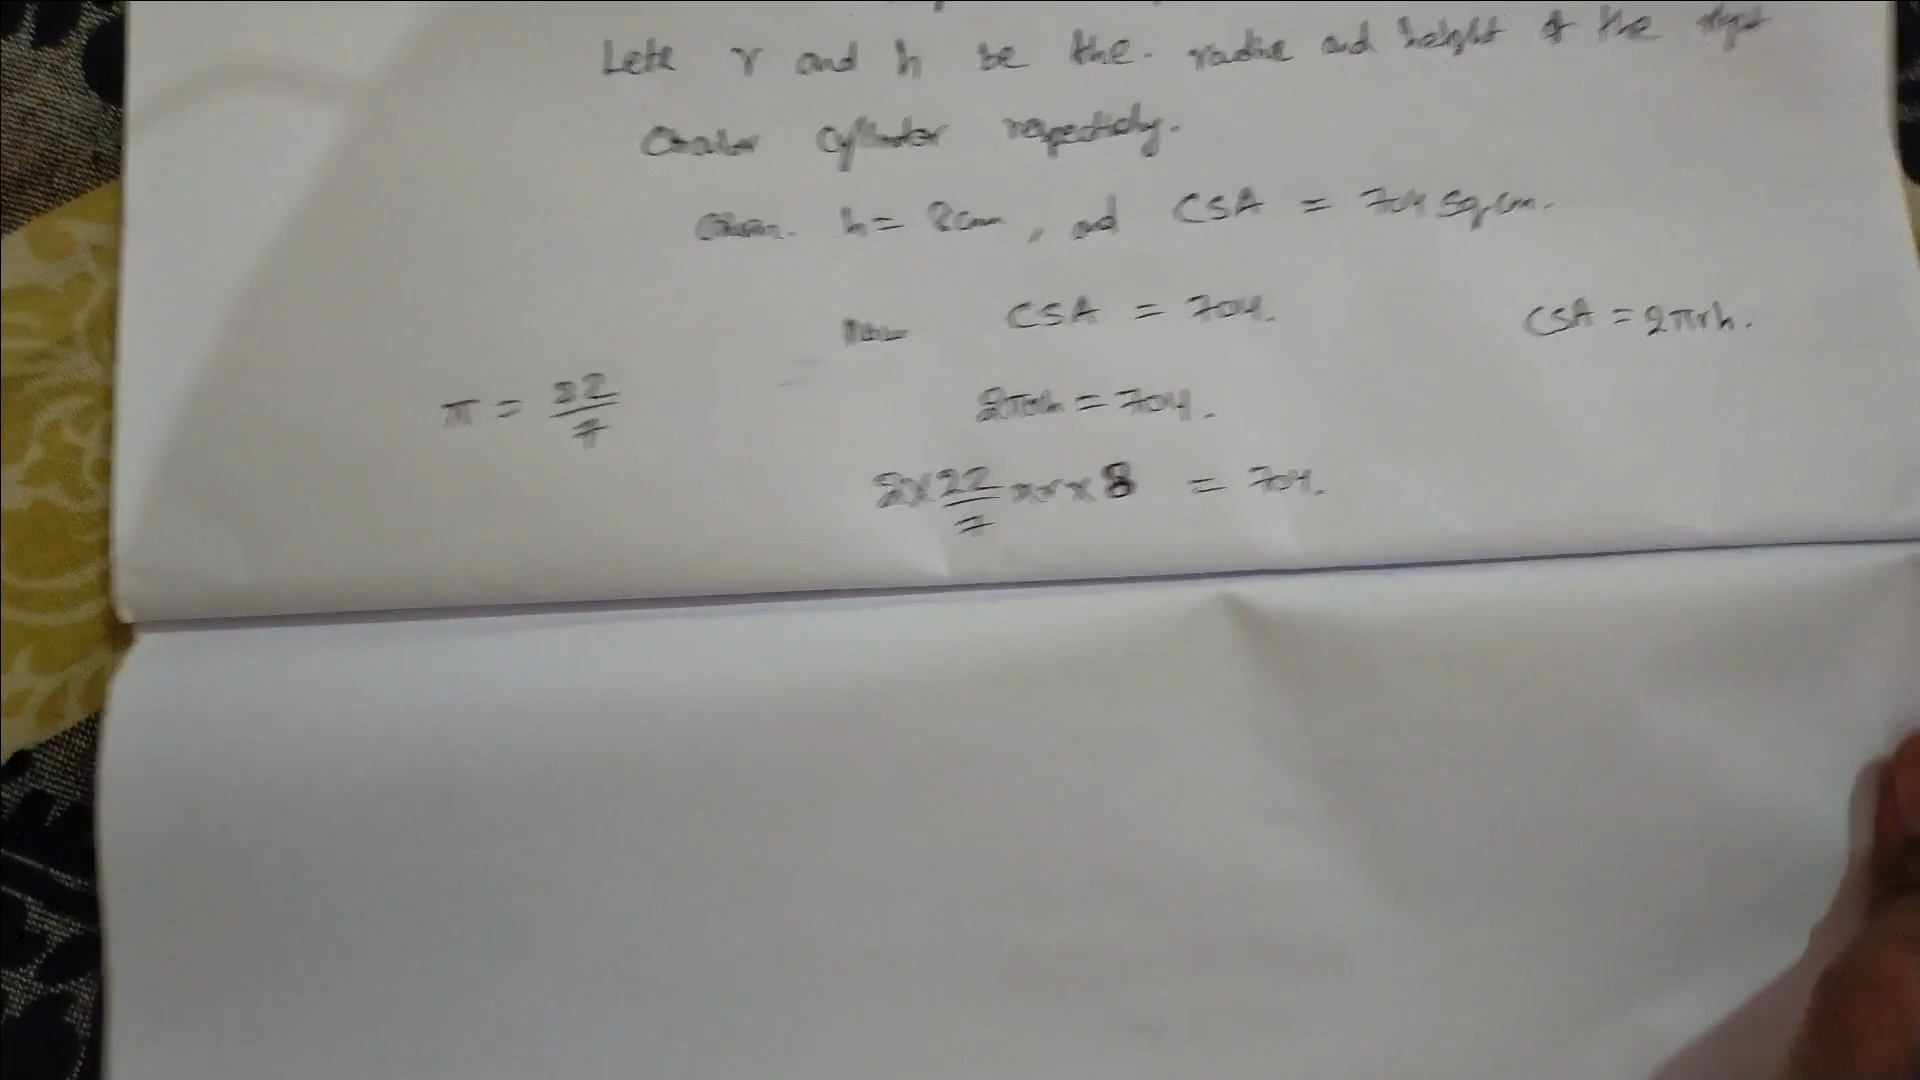 Lete r and h be the radius and height of the right
Circular cylinder respectively.
Given. h = 8cm, and CSA = 704 sq.cm.
Now CSA = 704.
CSA = 2πrh.
π = 22/7
2πrh = 704.
2 x 22/7 x r x 8 = 704.